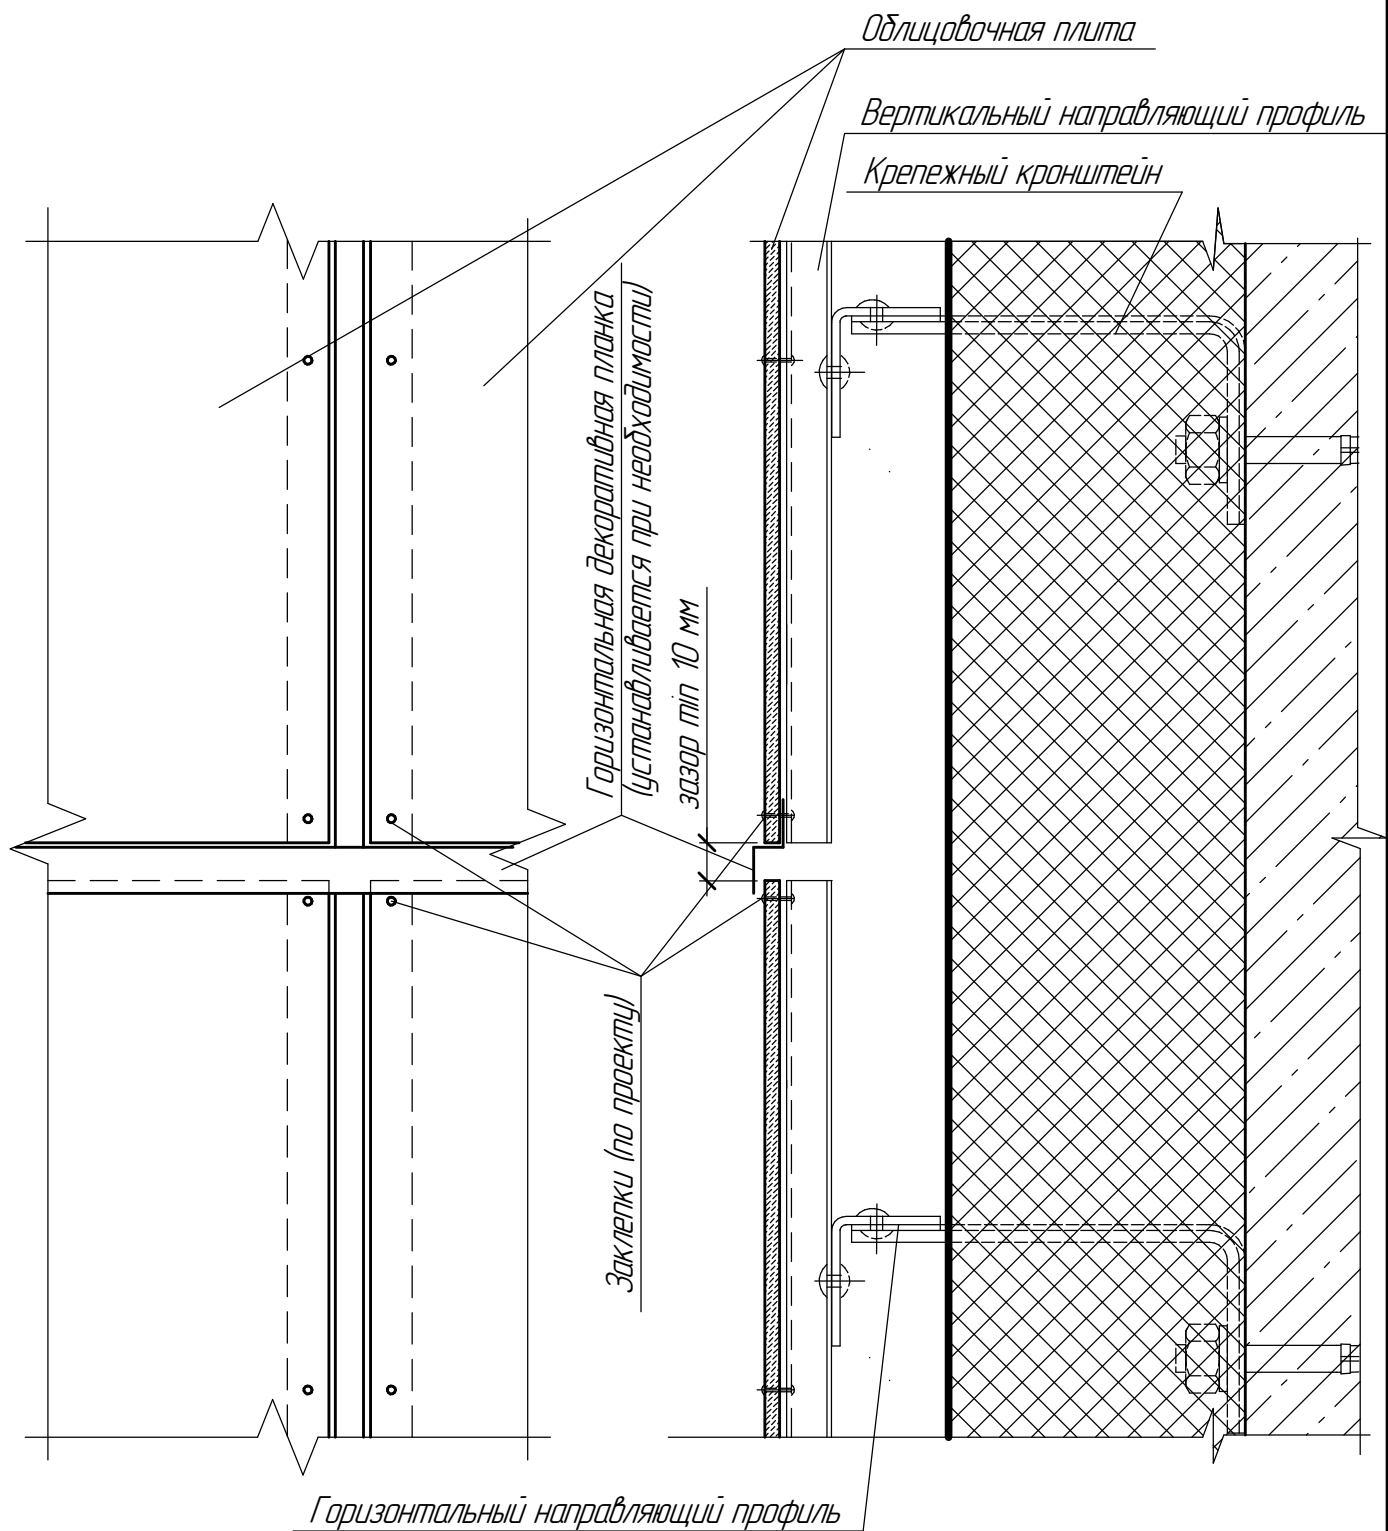 Облицовочная плита
Вертикальный направляющий профиль
Крепежный кронштейн
Горизонтальная декоративная планка
(устанавливается при необходимости)
зазор min 10 мм
Заклепки (по проекту)
Горизонтальный направляющий профиль